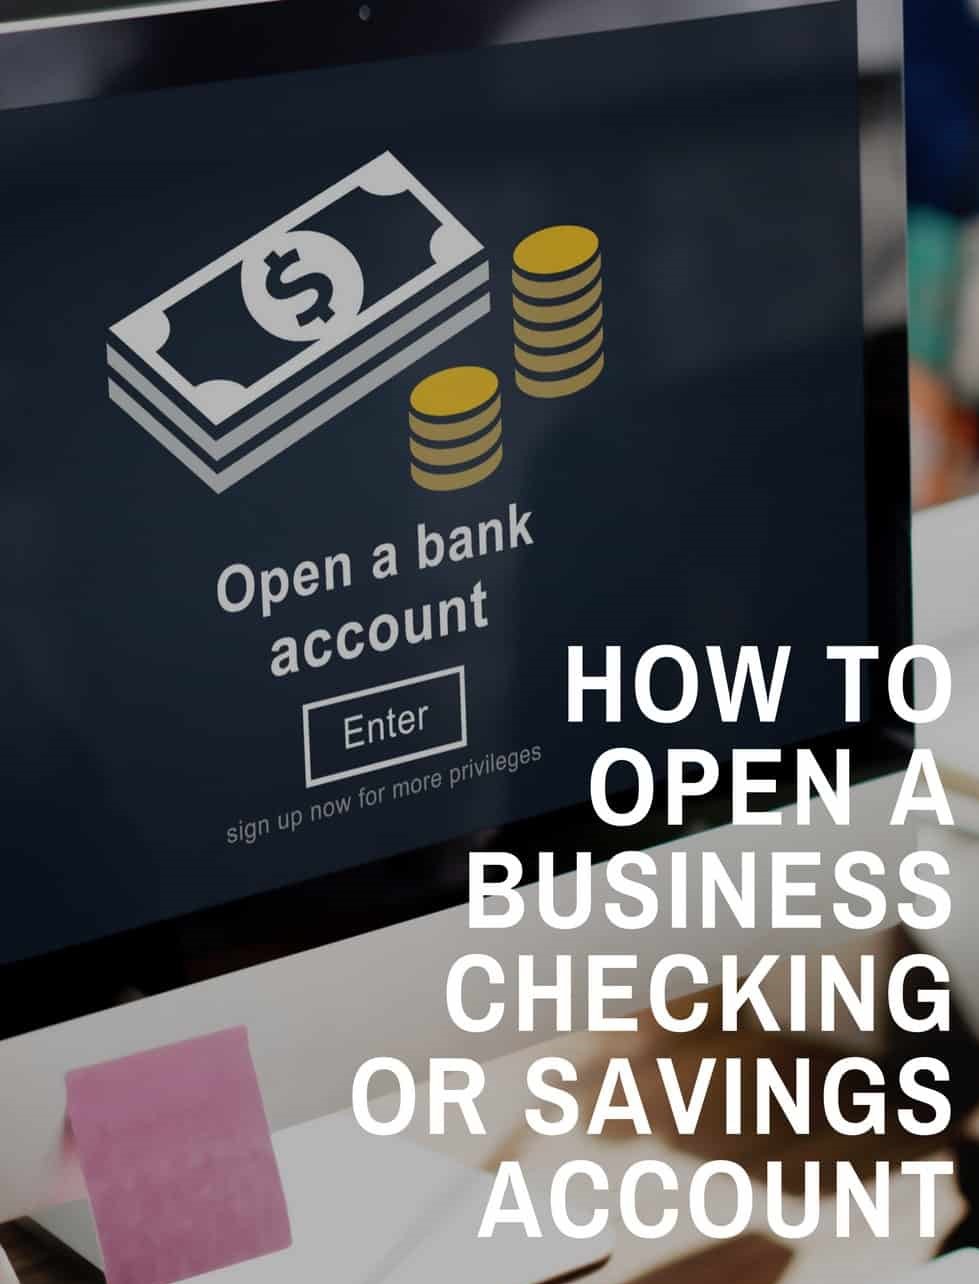 Open a bank
account
Enter
sign up now for more privileges
HOW TO
OPEN A
BUSINESS
CHECKING
OR SAVINGS
ACCOUNT